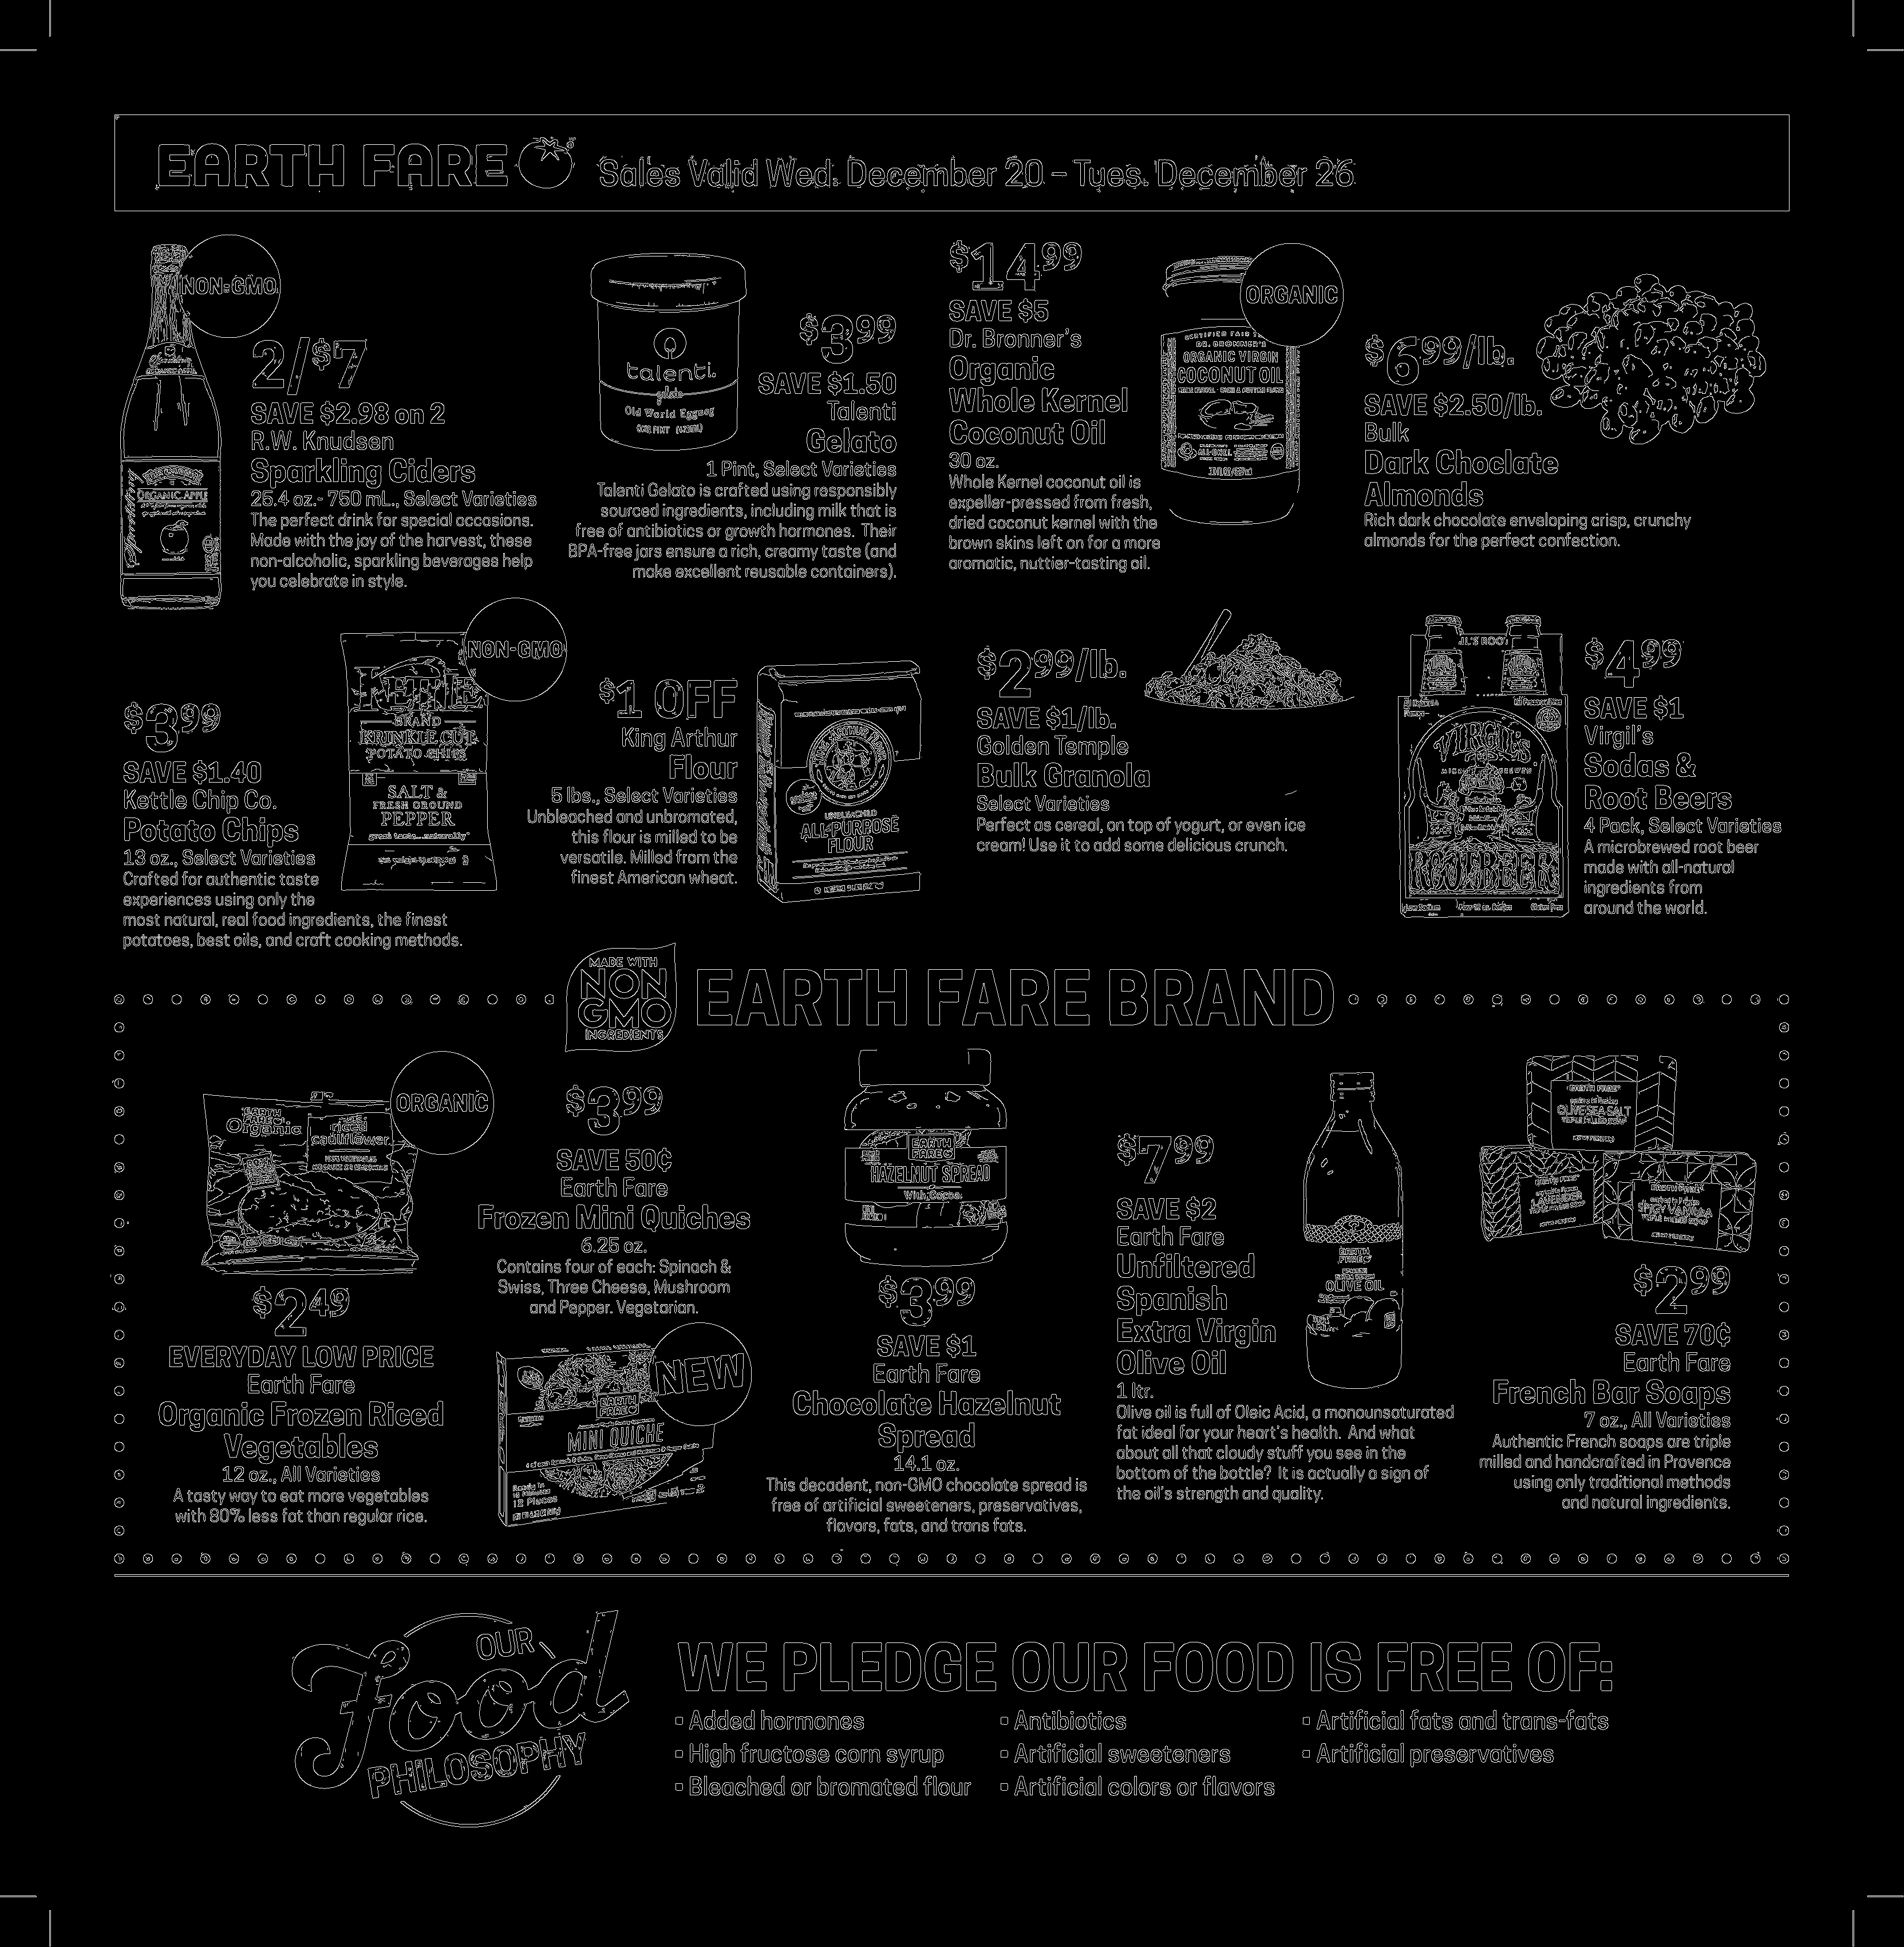 EARTH FARE
Sales Valid Wed. December 20 – Tues. December 26
NON-GMO
2/$7
SAVE $2.98 on 2
R.W. Knudsen
Sparkling Ciders
25.4 oz.- 750 mL., Select Varieties
The perfect drink for special occasions.
Made with the joy of the harvest, these
non-alcoholic, sparkling beverages help
you celebrate in style.
ORGANIC APPLE
talenti.
gelato
Old World Eggnog
ONE PINT
$3.99
SAVE $1.50
Talenti
Gelato
1 Pint, Select Varieties
Talenti Gelato is crafted using responsibly
sourced ingredients, including milk that is
free of antibiotics or growth hormones. Their
BPA-free jars ensure a rich, creamy taste (and
make excellent reusable containers).
$14.99
SAVE $5
Dr. Bronner's
Organic
Whole Kernel
Coconut Oil
30 oz.
Whole Kernel coconut oil is
expeller-pressed from fresh,
dried coconut kernel with the
brown skins left on for a more
aromatic, nuttier-tasting oil.
ORGANIC
DR. BRONNER'S
ORGANIC VIRGIN
COCONUT OIL
$6.99/lb.
SAVE $2.50/lb.
Bulk
Dark Choclate
Almonds
Rich dark chocolate enveloping crisp, crunchy
almonds for the perfect confection.
$3.99
SAVE $1.40
Kettle Chip Co.
Potato Chips
13 oz., Select Varieties
Crafted for authentic taste
experiences using only the
most natural, real food ingredients, the finest
potatoes, best oils, and craft cooking methods.
NON-GMO
KETTLE
BRAND
KRINKLE CUT
POTATO CHIPS
SALT &
FRESH GROUND
PEPPER
great taste...naturally
$1 OFF
King Arthur
Flour
5 lbs., Select Varieties
Unbleached and unbromated,
this flour is milled to be
versatile. Milled from the
finest American wheat.
UNBLEACHED
ALL-PURPOSE
FLOUR
$2.99/lb.
SAVE $1/lb.
Golden Temple
Bulk Granola
Select Varieties
Perfect as cereal, on top of yogurt, or even ice
cream! Use it to add some delicious crunch.
VIRGIL'S
ROOTBEER
$4.99
SAVE $1
Virgil's
Sodas &
Root Beers
4 Pack, Select Varieties
A microbrewed root beer
made with all-natural
ingredients from
around the world.
MADE WITH
NON
GMO
INGREDIENTS
EARTH FARE BRAND
ORGANIC
EARTH
FARE
Organic
riced
cauliflower
$2.49
EVERYDAY LOW PRICE
Earth Fare
Organic Frozen Riced
Vegetables
12 oz., All Varieties
A tasty way to eat more vegetables
with 80% less fat than regular rice.
$3.99
SAVE 50¢
Earth Fare
Frozen Mini Quiches
6.25 oz.
Contains four of each: Spinach &
Swiss, Three Cheese, Mushroom
and Pepper. Vegetarian.
NEW
EARTH
FARE
MINI QUICHE
12 Pieces
EARTH
FARE
HAZELNUT SPREAD
With Cocoa
$3.99
SAVE $1
Earth Fare
Chocolate Hazelnut
Spread
14.1 oz.
This decadent, non-GMO chocolate spread is
free of artificial sweeteners, preservatives,
flavors, fats, and trans fats.
$7.99
SAVE $2
Earth Fare
Unfiltered
Spanish
Extra Virgin
Olive Oil
1 ltr.
Olive oil is full of Oleic Acid, a monounsaturated
fat ideal for your heart's health. And what
about all that cloudy stuff you see in the
bottom of the bottle? It is actually a sign of
the oil's strength and quality.
EARTH
FARE
OLIVE OIL
EARTH FARE
OLIVE SEA SALT
LAVENDER
SPICY VANILLA
$2.99
SAVE 70¢
Earth Fare
French Bar Soaps
7 oz., All Varieties
Authentic French soaps are triple
milled and handcrafted in Provence
using only traditional methods
and natural ingredients.
OUR
Food
PHILOSOPHY
WE PLEDGE OUR FOOD IS FREE OF:
▪ Added hormones
▪ High fructose corn syrup
▪ Bleached or bromated flour
▪ Antibiotics
▪ Artificial sweeteners
▪ Artificial colors or flavors
▪ Artificial fats and trans-fats
▪ Artificial preservatives